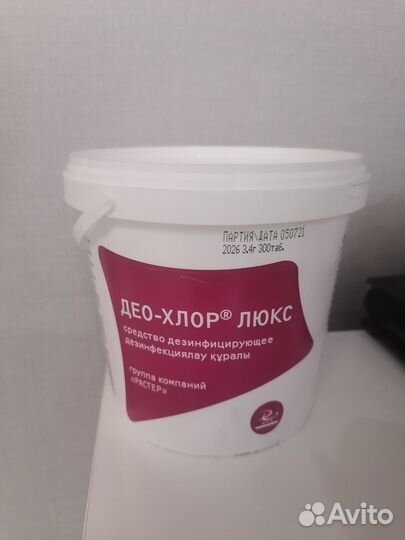 ПАРТИЯ\ДАТА 050721
2026 3.4г 300таб.
ДЕО-ХЛОР® ЛЮКС
средство дезинфицирующее
дезинфекциялау құралы
группа компаний
«РАСТЕР»
Avito